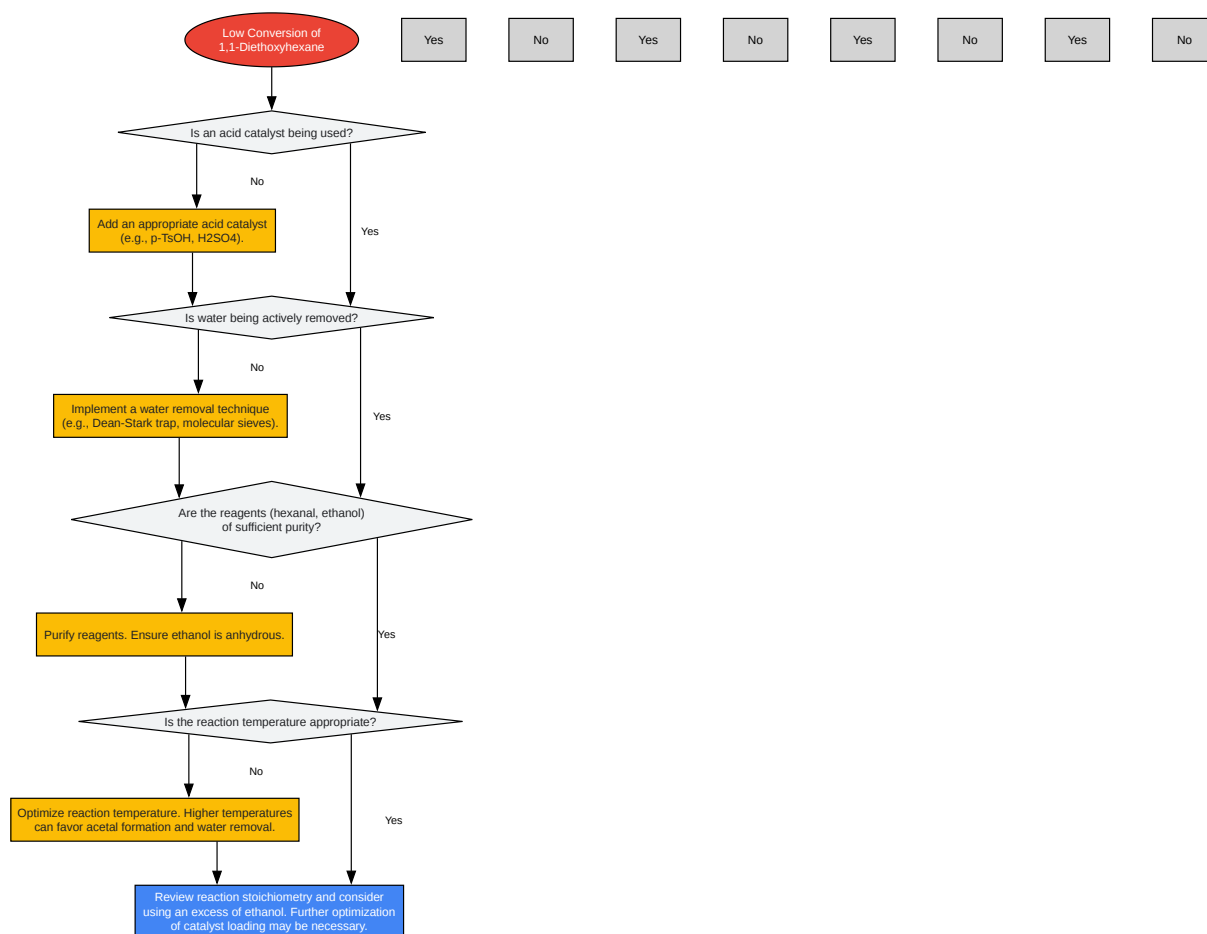 Low Conversion of
1,1-Diethoxyhexane
Yes
No
Yes
No
Yes
No
Yes
No
Is an acid catalyst being used?
No
Add an appropriate acid catalyst
(e.g., p-TsOH, H2SO4).
Yes
Is water being actively removed?
No
Implement a water removal technique
(e.g., Dean-Stark trap, molecular sieves).
Yes
Are the reagents (hexanal, ethanol)
of sufficient purity?
No
Purify reagents. Ensure ethanol is anhydrous.
Yes
Is the reaction temperature appropriate?
No
Optimize reaction temperature. Higher temperatures
can favor acetal formation and water removal.
Yes
Review reaction stoichiometry and consider
using an excess of ethanol. Further optimization
of catalyst loading may be necessary.